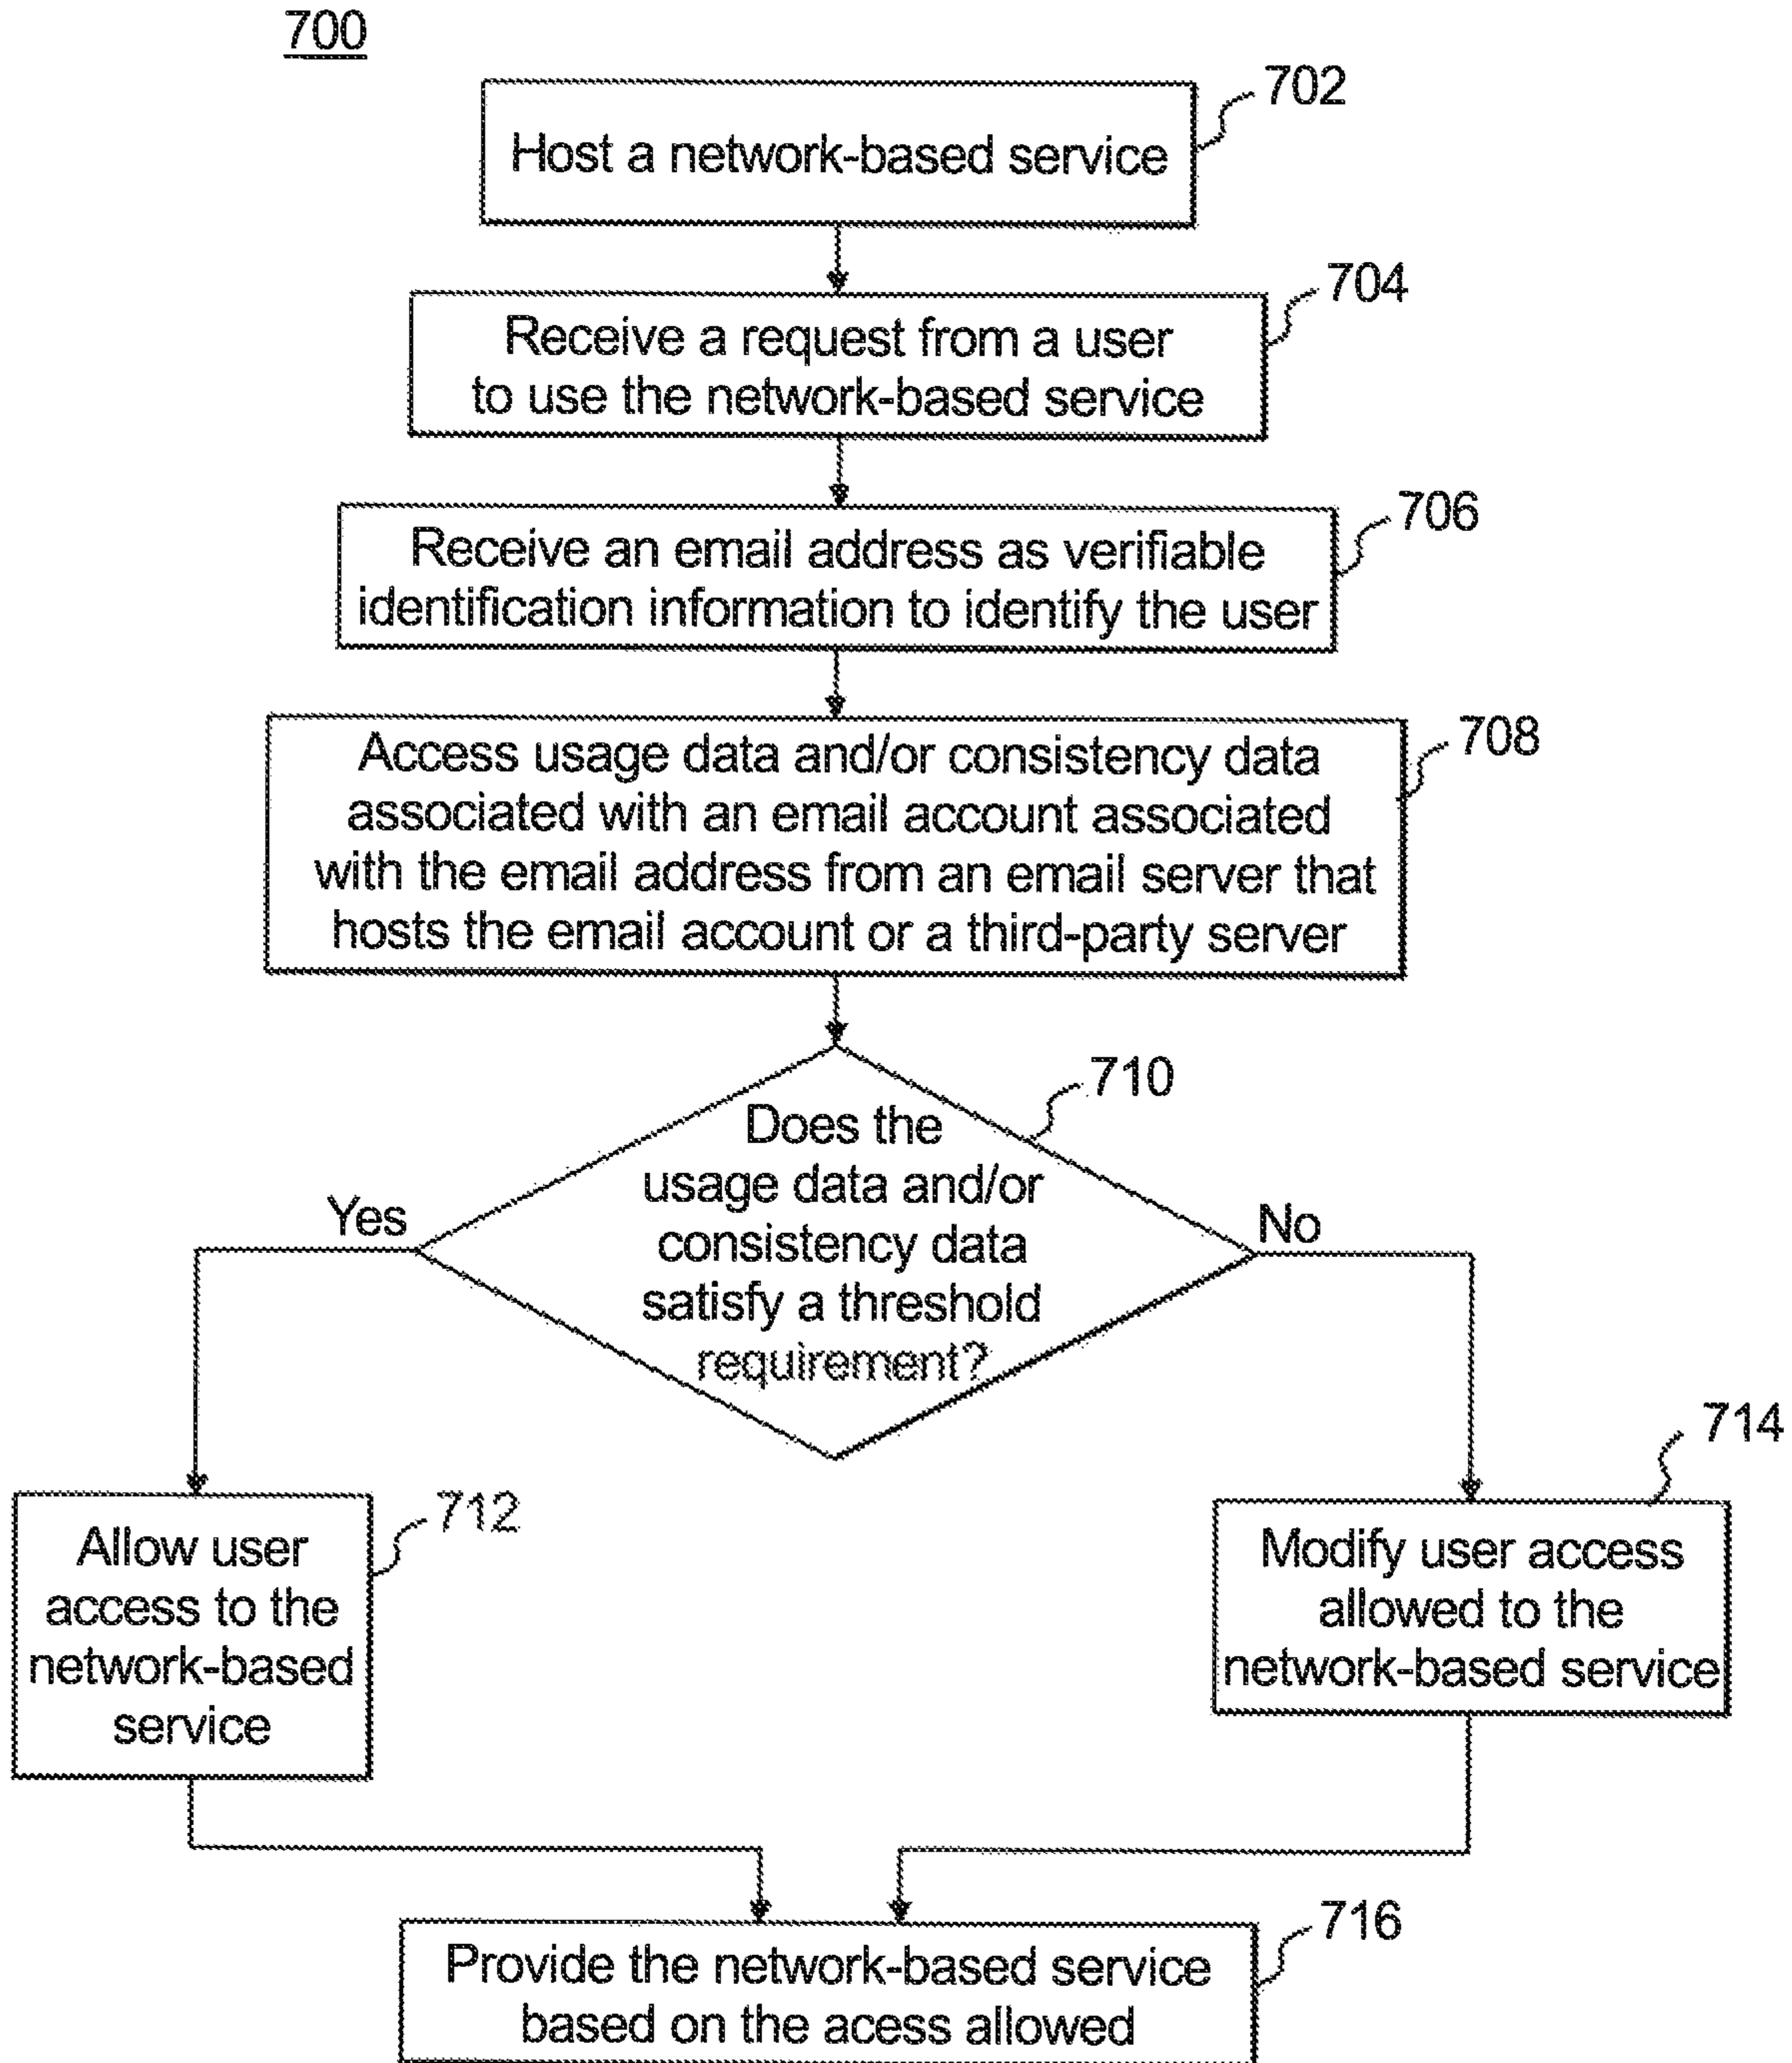 700
702
Host a network-based service
704
Receive a request from a user
to use the network-based service
706
Receive an email address as verifiable
identification information to identify the user
708
Access usage data and/or consistency data
associated with an email account associated
with the email address from an email server that
hosts the email account or a third-party server
710
Does the
usage data and/or
consistency data
satisfy a threshold
requirement?
Yes
No
712
Allow user
access to the
network-based
service
714
Modify user access
allowed to the
network-based service
716
Provide the network-based service
based on the acess allowed